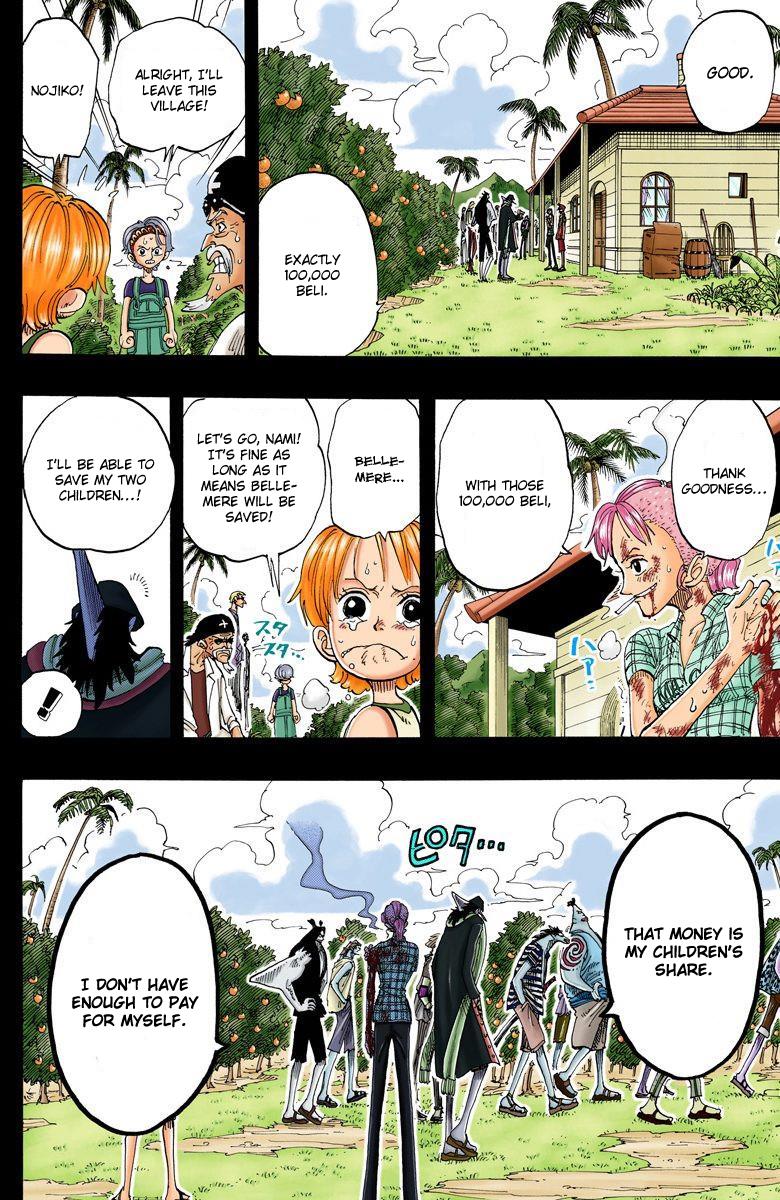 GOOD.
EXACTLY
100,000
BELI.
ALRIGHT, I'LL
LEAVE THIS
VILLAGE!
NOJIKO!
THANK
GOODNESS...
WITH THOSE
100,000 BELI,
ハァ
ハァ…
BELLE-
MERE...
LET'S GO, NAMI!
IT'S FINE AS
LONG AS IT
MEANS BELLE-
MERE WILL BE
SAVED!
スタ
スタ…
I'LL BE ABLE TO
SAVE MY TWO
CHILDREN...!
!
THAT MONEY IS
MY CHILDREN'S
SHARE.
ピタ…
I DON'T HAVE
ENOUGH TO PAY
FOR MYSELF.